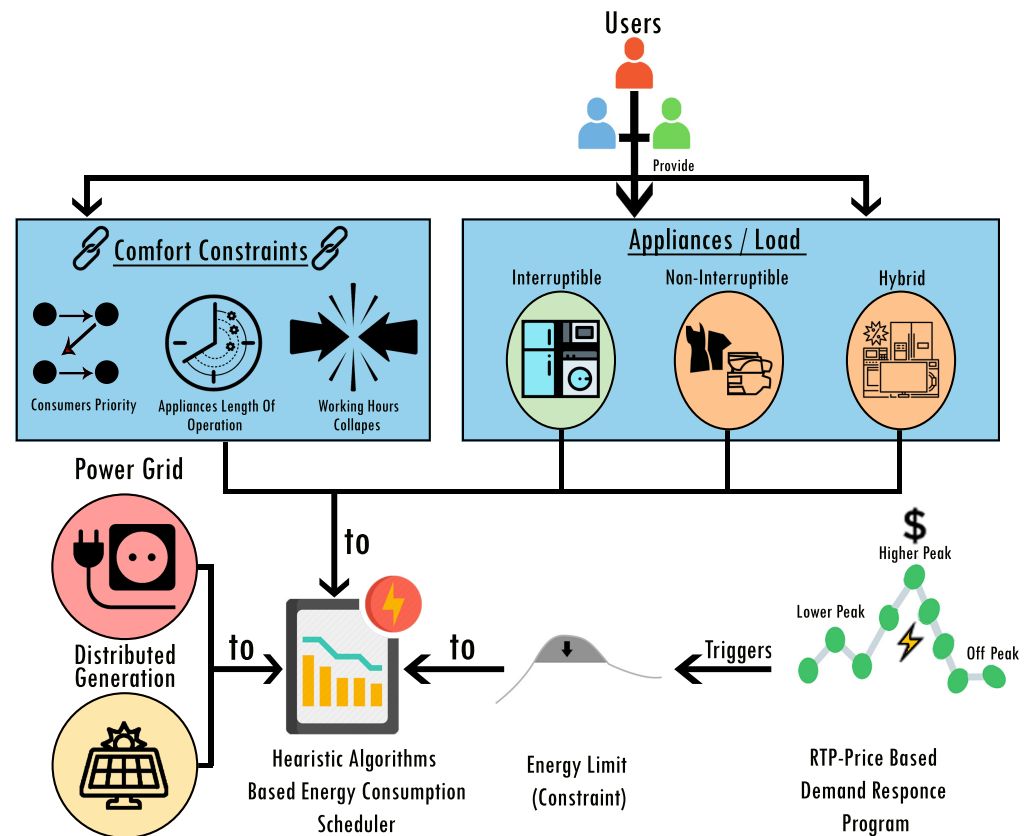 Users
Provide
Comfort Constraints
Consumers Priority
Appliances Length Of
Operation
Working Hours
Collapes
Appliances / Load
Interruptible
Non-Interruptible
Hybrid
Power Grid
to
Distributed
Generation
to
to
Triggers
$
Higher Peak
Lower Peak
Off Peak
Hearistic Algorithms
Based Energy Consumption
Scheduler
Energy Limit
(Constraint)
RTP-Price Based
Demand Responce
Program